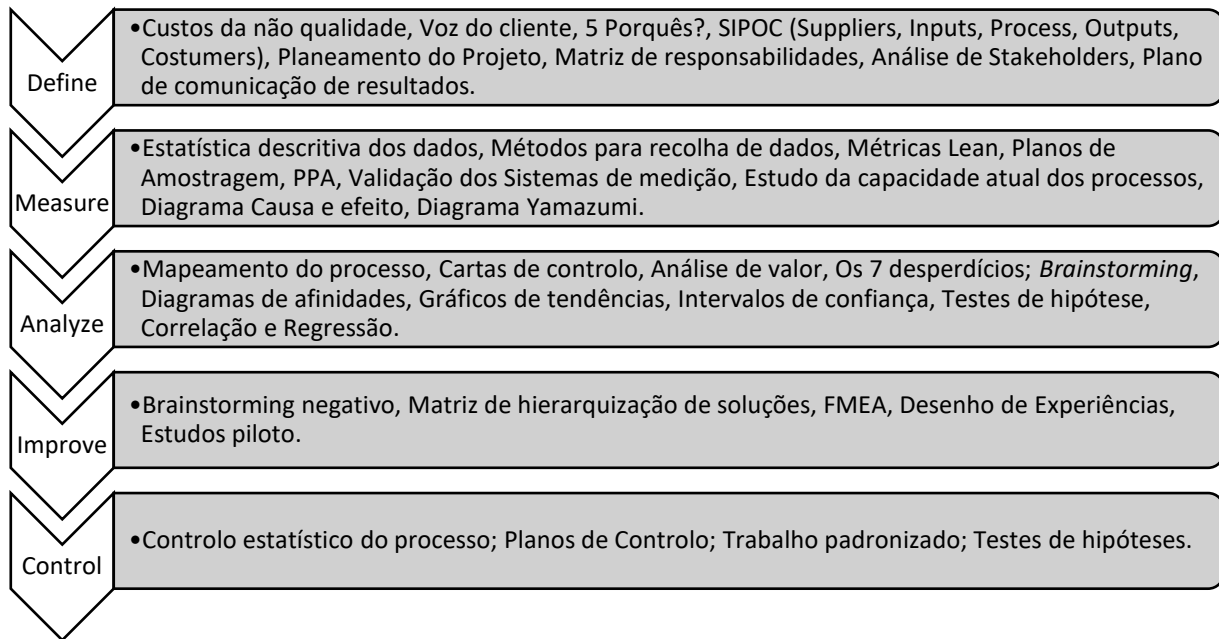 Define
•Custos da não qualidade, Voz do cliente, 5 Porquês?, SIPOC (Suppliers, Inputs, Process, Outputs,
Costumers), Planeamento do Projeto, Matriz de responsabilidades, Análise de Stakeholders, Plano
de comunicação de resultados.
Measure
•Estatística descritiva dos dados, Métodos para recolha de dados, Métricas Lean, Planos de
Amostragem, PPA, Validação dos Sistemas de medição, Estudo da capacidade atual dos processos,
Diagrama Causa e efeito, Diagrama Yamazumi.
Analyze
•Mapeamento do processo, Cartas de controlo, Análise de valor, Os 7 desperdícios; Brainstorming,
Diagramas de afinidades, Gráficos de tendências, Intervalos de confiança, Testes de hipótese,
Correlação e Regressão.
Improve
•Brainstorming negativo, Matriz de hierarquização de soluções, FMEA, Desenho de Experiências,
Estudos piloto.
Control
•Controlo estatístico do processo; Planos de Controlo; Trabalho padronizado; Testes de hipóteses.